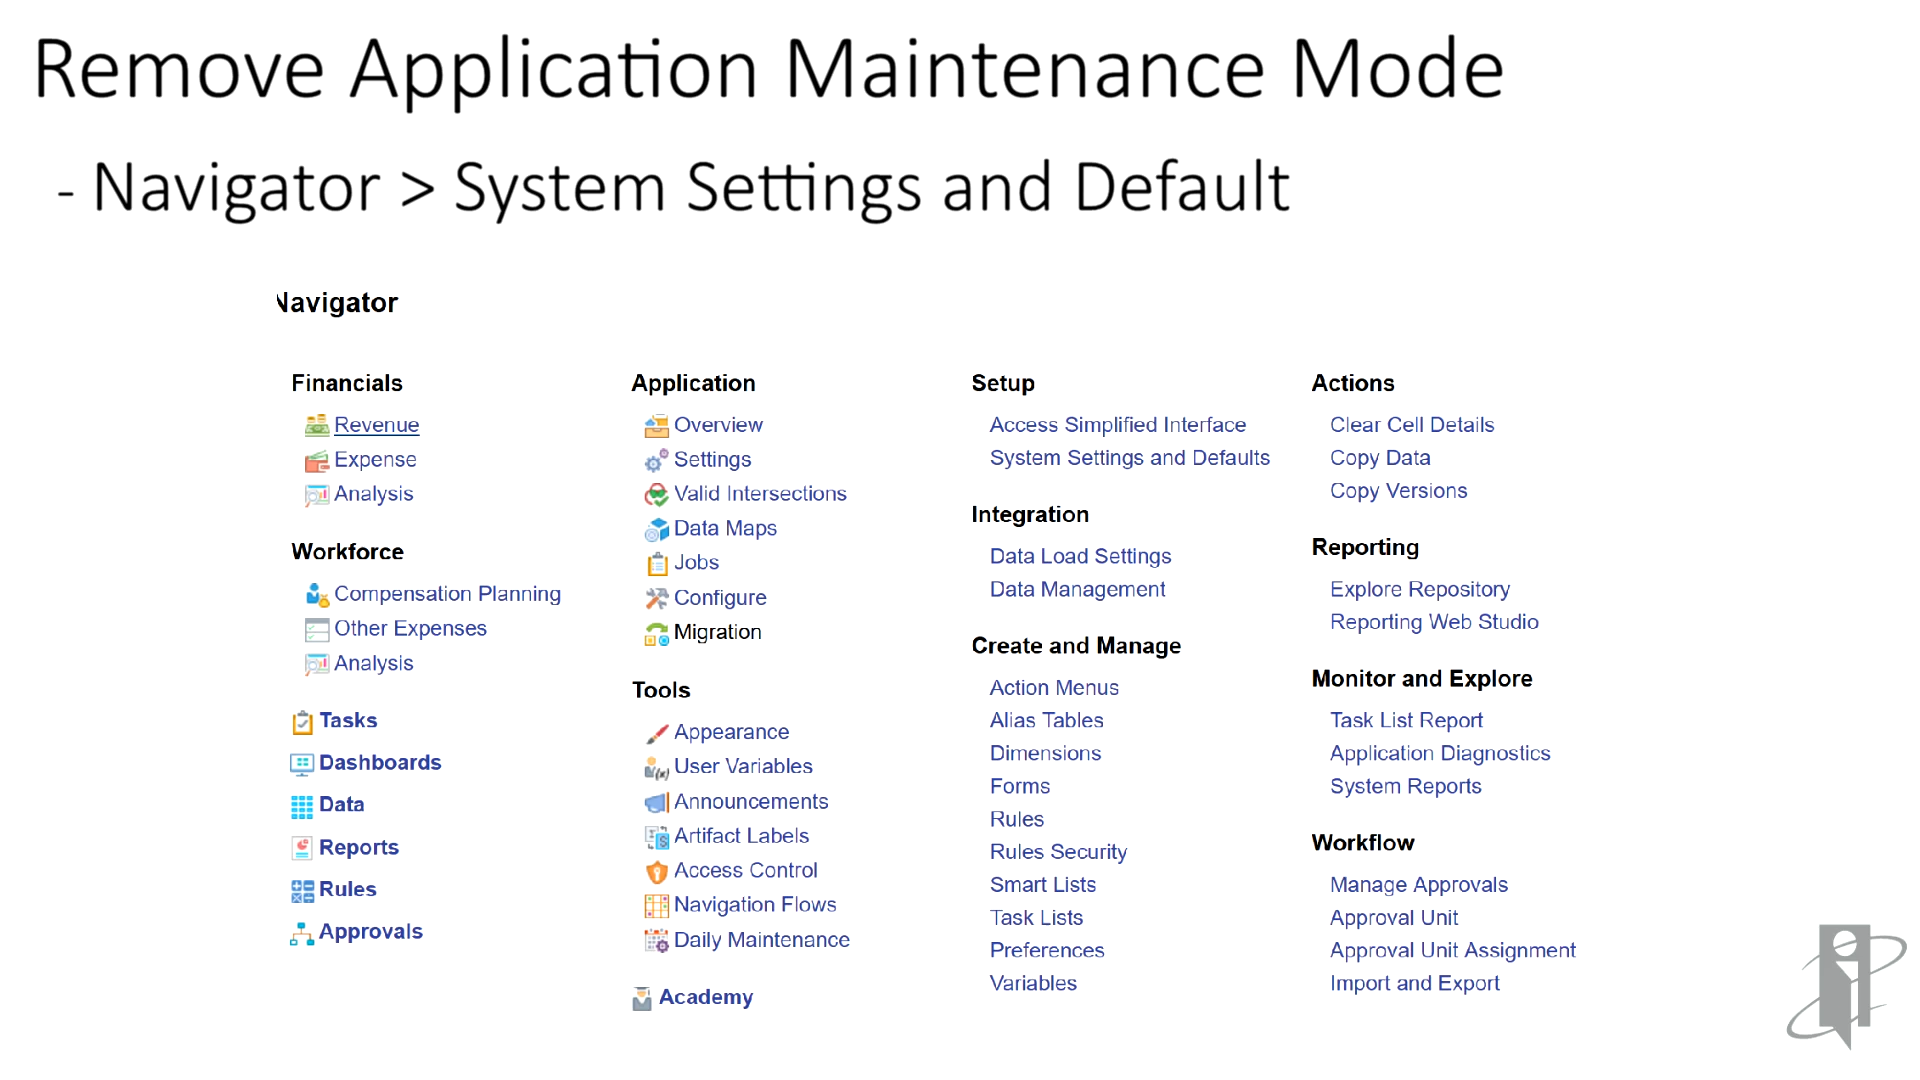 Remove Application Maintenance Mode
- Navigator > System Settings and Default
Navigator
Financials
Revenue
Expense
Analysis
Workforce
Compensation Planning
Other Expenses
Analysis
Tasks
Dashboards
Data
Reports
Rules
Approvals
Application
Overview
Settings
Valid Intersections
Data Maps
Jobs
Configure
Migration
Tools
Appearance
User Variables
Announcements
Artifact Labels
Access Control
Navigation Flows
Daily Maintenance
Academy
Setup
Access Simplified Interface
System Settings and Defaults
Integration
Data Load Settings
Data Management
Create and Manage
Action Menus
Alias Tables
Dimensions
Forms
Rules
Rules Security
Smart Lists
Task Lists
Preferences
Variables
Actions
Clear Cell Details
Copy Data
Copy Versions
Reporting
Explore Repository
Reporting Web Studio
Monitor and Explore
Task List Report
Application Diagnostics
System Reports
Workflow
Manage Approvals
Approval Unit
Approval Unit Assignment
Import and Export